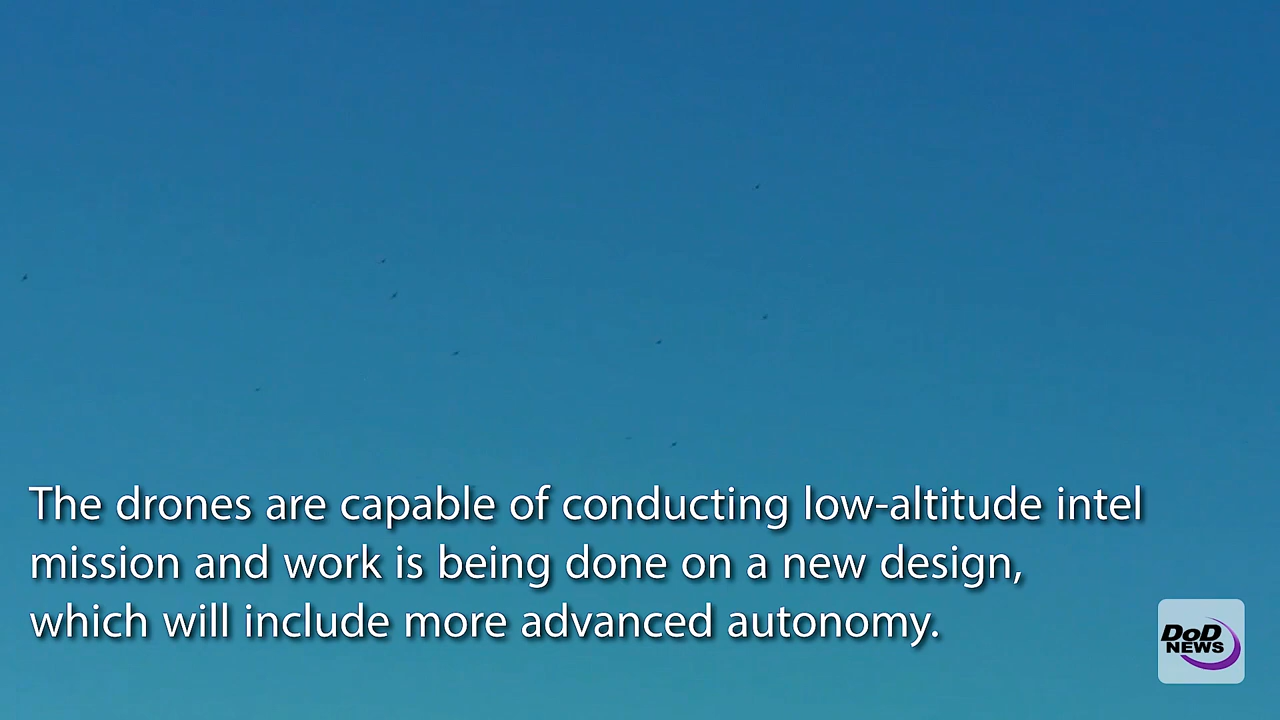 The drones are capable of conducting low-altitude intel
mission and work is being done on a new design,
which will include more advanced autonomy.
DoD
NEWS